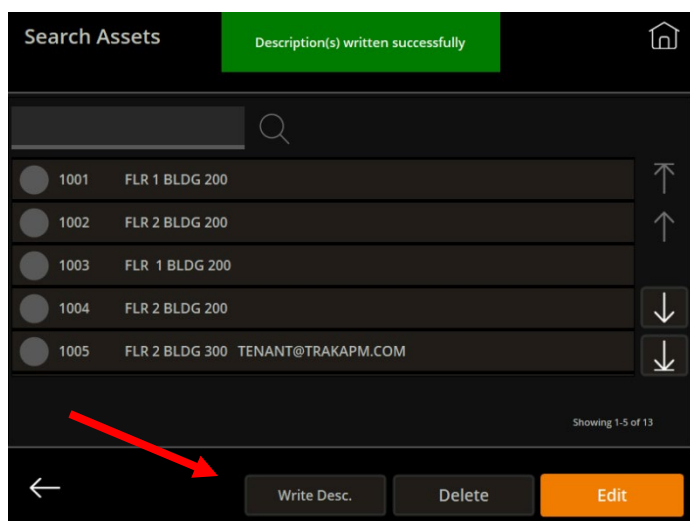 Search Assets
Description(s) written successfully
1001 FLR 1 BLDG 200
1002 FLR 2 BLDG 200
1003 FLR 1 BLDG 200
1004 FLR 2 BLDG 200
1005 FLR 2 BLDG 300 TENANT@TRAKAPM.COM
Showing 1-5 of 13
Write Desc.
Delete
Edit